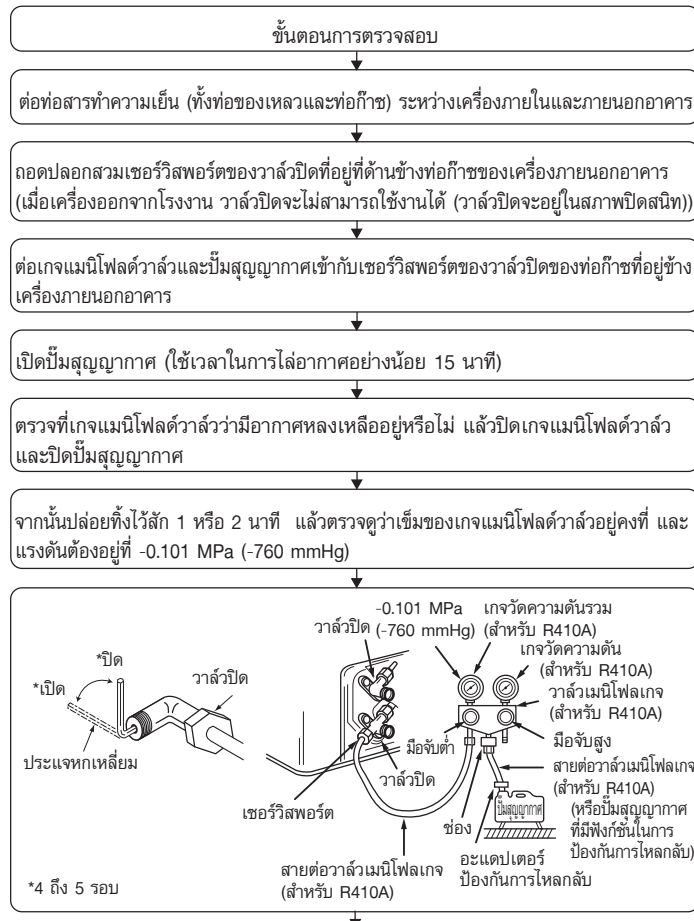 ขั้นตอนการตรวจสอบ
ต่อท่อสารทำความเย็น (ทั้งท่อของเหลวและท่อก๊าซ) ระหว่างเครื่องภายในและภายนอกอาคาร
ถอดปลอกสวมเซอร์วิสพอร์ตของวาล์วปิดที่อยู่ที่ด้านข้างท่อก๊าซของเครื่องภายนอกอาคาร
(เมื่อเครื่องออกจากโรงงาน วาล์วปิดจะไม่สามารถใช้งานได้ (วาล์วปิดจะอยู่ในสภาพปิดสนิท))
ต่อเกจแมนิโฟลด์วาล์วและปั๊มสุญญากาศเข้ากับเซอร์วิสพอร์ตของวาล์วปิดของท่อก๊าซที่อยู่ข้าง
เครื่องภายนอกอาคาร
เปิดปั๊มสุญญากาศ (ใช้เวลาในการไล่อากาศอย่างน้อย 15 นาที)
ตรวจที่เกจแมนิโฟลด์วาล์วว่ามีอากาศหลงเหลืออยู่หรือไม่ แล้วปิดเกจแมนิโฟลด์วาล์ว
และปิดปั๊มสุญญากาศ
จากนั้นปล่อยทิ้งไว้สัก 1 หรือ 2 นาที แล้วตรวจดูว่าเข็มของเกจแมนิโฟลด์วาล์วอยู่คงที่ และ
แรงดันต้องอยู่ที่ -0.101 MPa (-760 mmHg)
*ปิด
*เปิด
วาล์วปิด
ประแจหกเหลี่ยม
*4 ถึง 5 รอบ
-0.101 MPa
(-760 mmHg)
วาล์วปิด
เกจวัดความดันรวม
(สำหรับ R410A)
เกจวัดความดัน
(สำหรับ R410A)
วาล์วเมนิโฟลเกจ
(สำหรับ R410A)
มือจับต่ำ
มือจับสูง
วาล์วปิด
เซอร์วิสพอร์ต
สายต่อวาล์วเมนิโฟลเกจ
(สำหรับ R410A)
ปั๊มสุญญากาศ
(หรือปั๊มสุญญากาศ
ที่มีฟังก์ชันในการ
ป้องกันการไหลกลับ)
ช่อง
อะแดปเตอร์
ป้องกันการไหลกลับ
สายต่อวาล์วเมนิโฟลเกจ
(สำหรับ R410A)